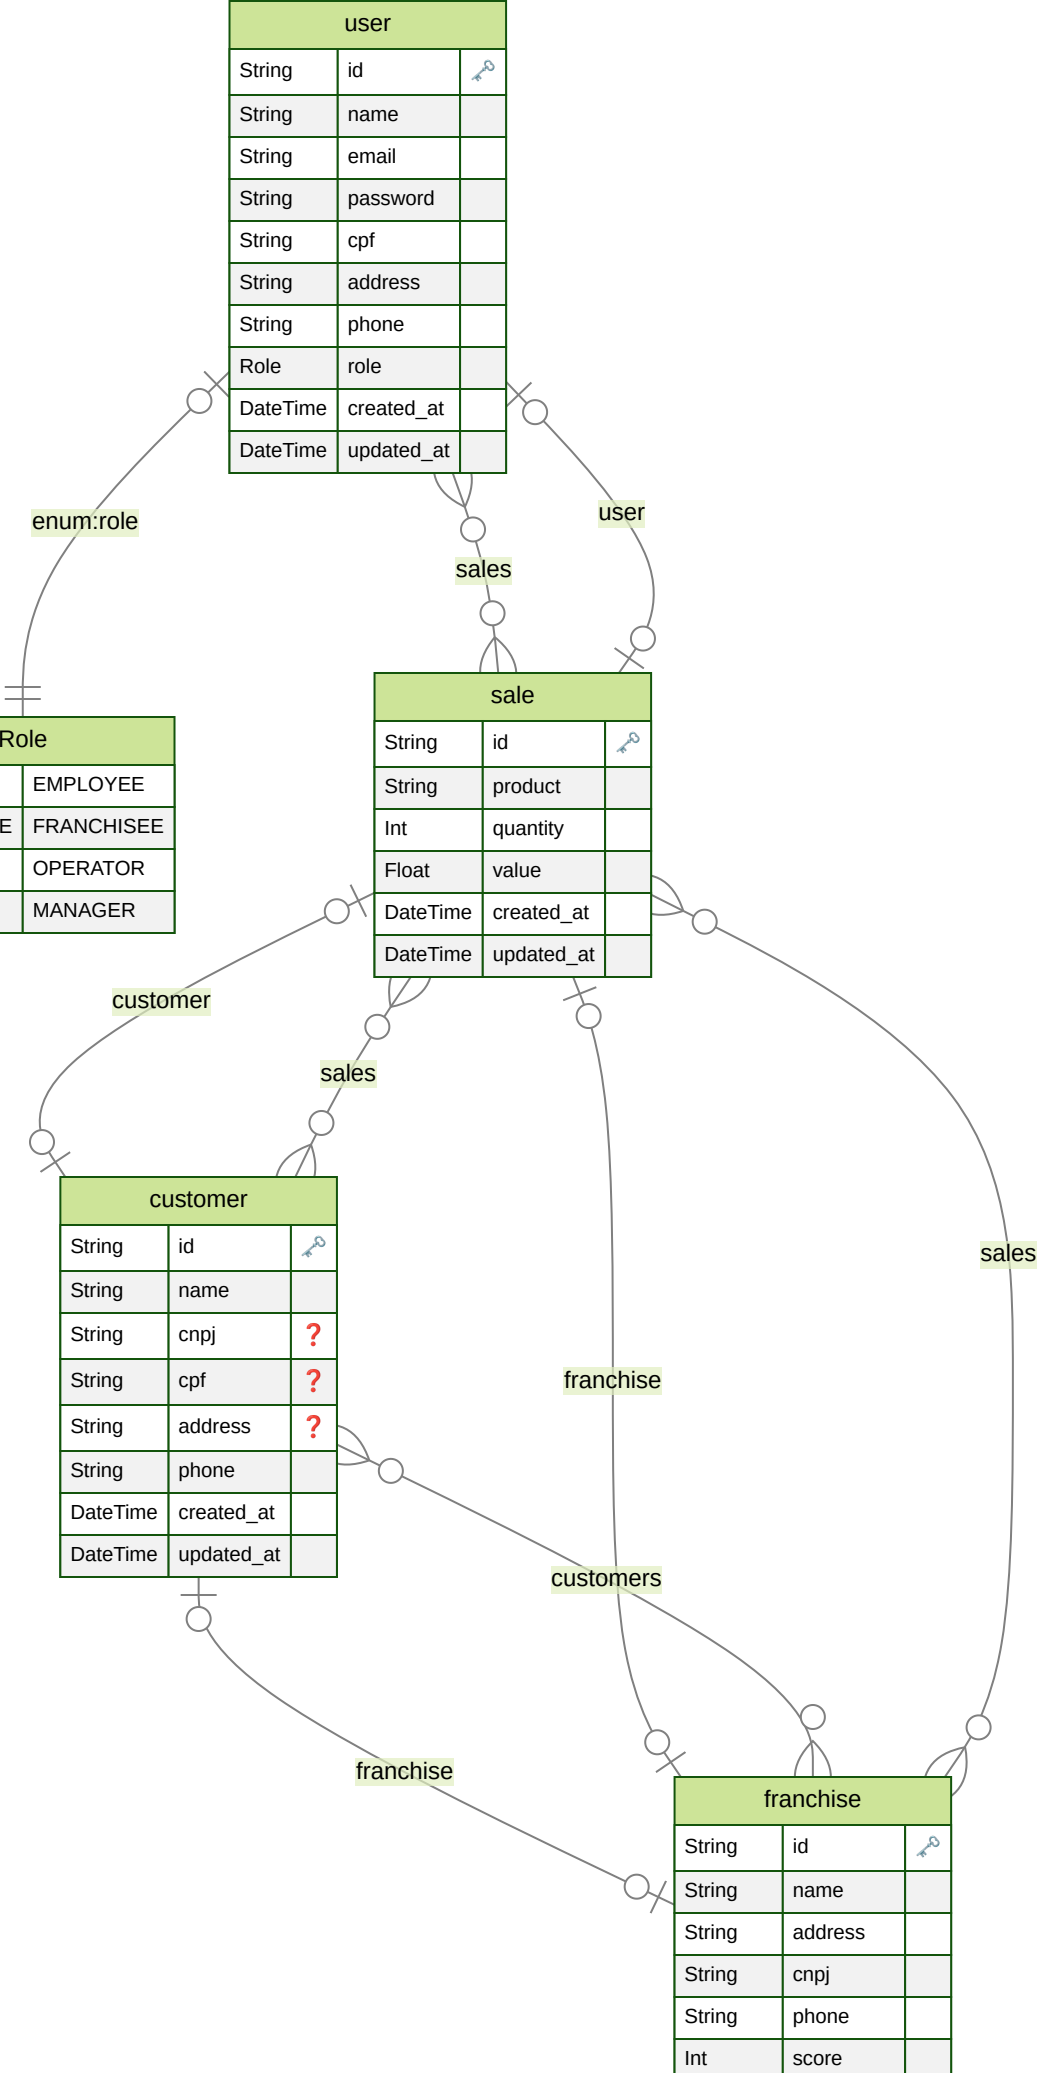 user
String id 🗝️
String name
String email
String password
String cpf
String address
String phone
Role role
DateTime created_at
DateTime updated_at
enum:role
user
sales
Role
EMPLOYEE
E FRANCHISEE
OPERATOR
MANAGER
sale
String id 🗝️
String product
Int quantity
Float value
DateTime created_at
DateTime updated_at
customer
sales
customer
String id 🗝️
String name
String cnpj ❓
String cpf ❓
String address ❓
String phone
DateTime created_at
DateTime updated_at
sales
franchise
customers
franchise
franchise
String id 🗝️
String name
String address
String cnpj
String phone
Int score